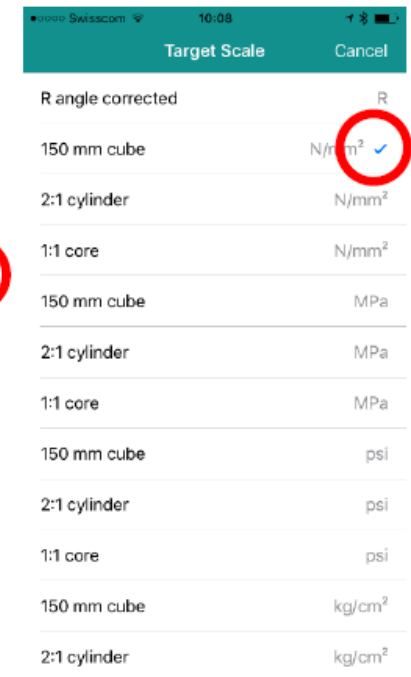 Swisscom 10:08
Target Scale Cancel
R angle corrected R
150 mm cube N/mm²
2:1 cylinder N/mm²
1:1 core N/mm²
150 mm cube MPa
2:1 cylinder MPa
1:1 core MPa
150 mm cube psi
2:1 cylinder psi
1:1 core psi
150 mm cube kg/cm²
2:1 cylinder kg/cm²